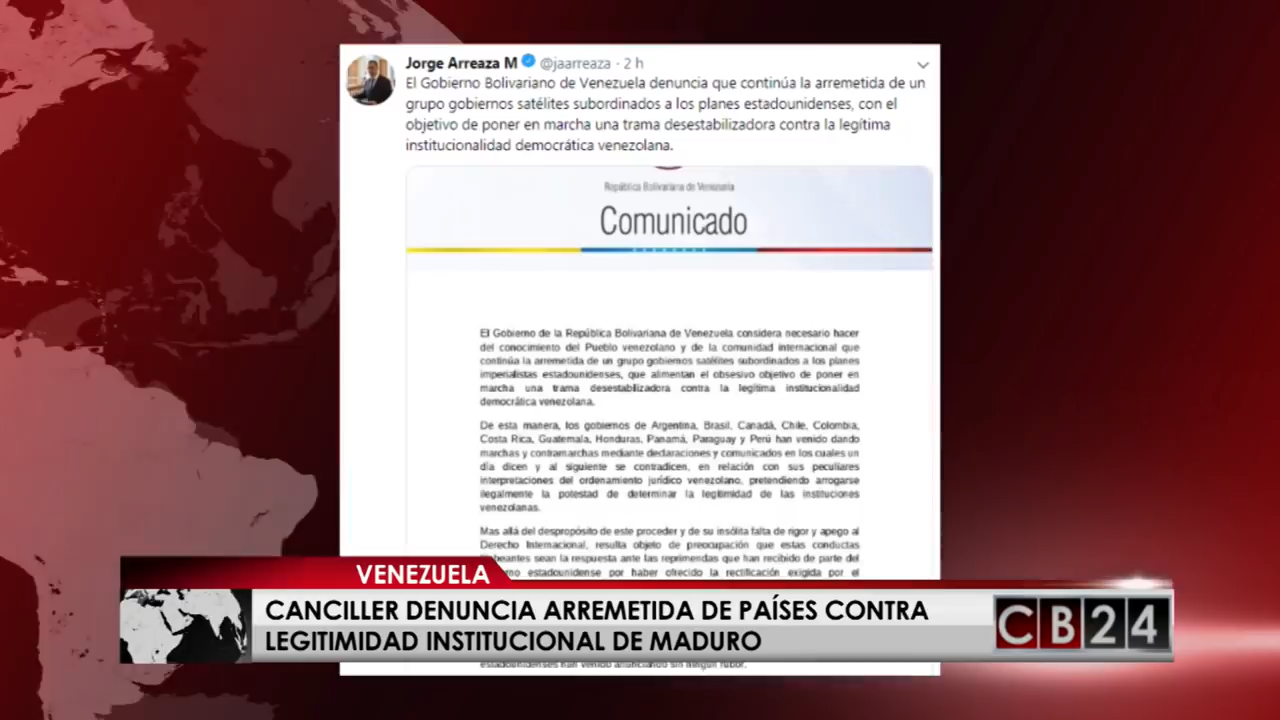 Jorge Arreaza M @jaarreaza · 2 h
El Gobierno Bolivariano de Venezuela denuncia que continúa la arremetida de un
grupo gobiernos satélites subordinados a los planes estadounidenses, con el
objetivo de poner en marcha una trama desestabilizadora contra la legítima
institucionalidad democrática venezolana.
República Bolivariana de Venezuela
Comunicado
El Gobierno de la República Bolivariana de Venezuela considera necesario hacer
del conocimiento del Pueblo venezolano y de la comunidad internacional que
continúa la arremetida de un grupo gobiernos satélites subordinados a los planes
imperialistas estadounidenses, que alimentan el obsesivo objetivo de poner en
marcha una trama desestabilizadora contra la legítima institucionalidad
democrática venezolana.
De esta manera, los gobiernos de Argentina, Brasil, Canadá, Chile, Colombia,
Costa Rica, Guatemala, Honduras, Panamá, Paraguay y Perú han venido dando
marchas y contramarchas mediante declaraciones y comunicados en los cuales un
día dicen y al siguiente se contradicen, en relación con sus peculiares
interpretaciones del ordenamiento jurídico venezolano, pretendiendo arrogarse
ilegalmente la potestad de determinar la legitimidad de las instituciones
venezolanas.
Mas allá del despropósito de este proceder y de su insólita falta de rigor y apego al
Derecho Internacional, resulta objeto de preocupación que estas conductas
sean la respuesta ante las reprimendas que han recibido de parte del
estadounidense por haber ofrecido la rectificación exigida por el
VENEZUELA
CANCILLER DENUNCIA ARREMETIDA DE PAÍSES CONTRA
LEGITIMIDAD INSTITUCIONAL DE MADURO
CB24
estadounidenses han venido anunciando sin ningún rubor.